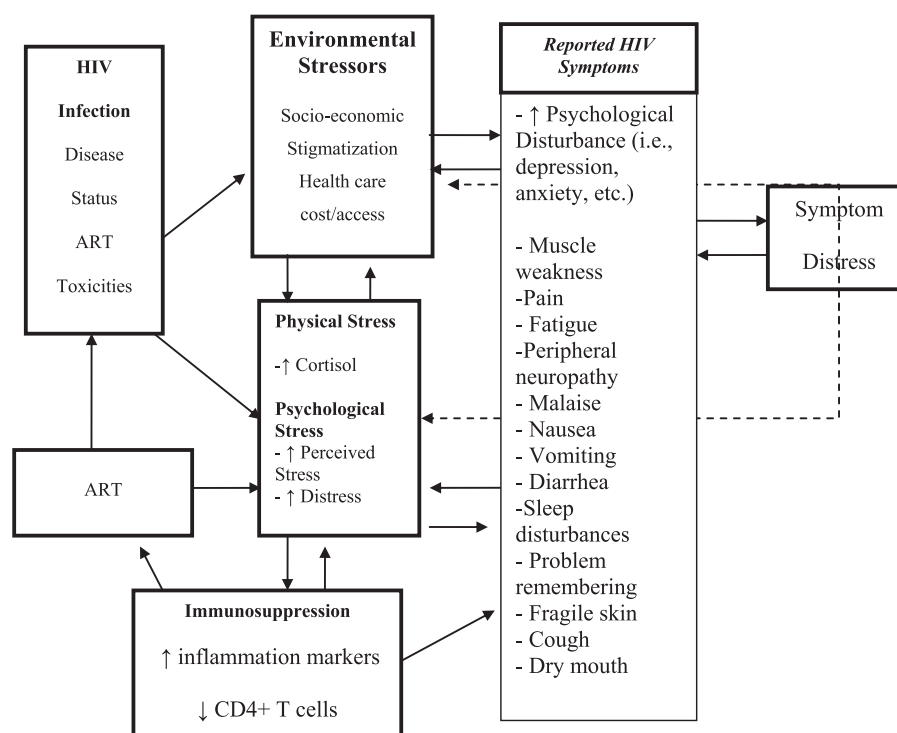 HIV
Infection
Disease
Status
ART
Toxicities
Environmental
Stressors
Socio-economic
Stigmatization
Health care
cost/access
Reported HIV
Symptoms
- ↑ Psychological
Disturbance (i.e.,
depression,
anxiety, etc.)
- Muscle
weakness
-Pain
- Fatigue
-Peripheral
neuropathy
- Malaise
- Nausea
- Vomiting
- Diarrhea
-Sleep
disturbances
- Problem
remembering
- Fragile skin
- Cough
- Dry mouth
Symptom
Distress
Physical Stress
-↑ Cortisol
Psychological
Stress
- ↑ Perceived
Stress
- ↑ Distress
ART
Immunosuppression
↑ inflammation markers
↓ CD4+ T cells